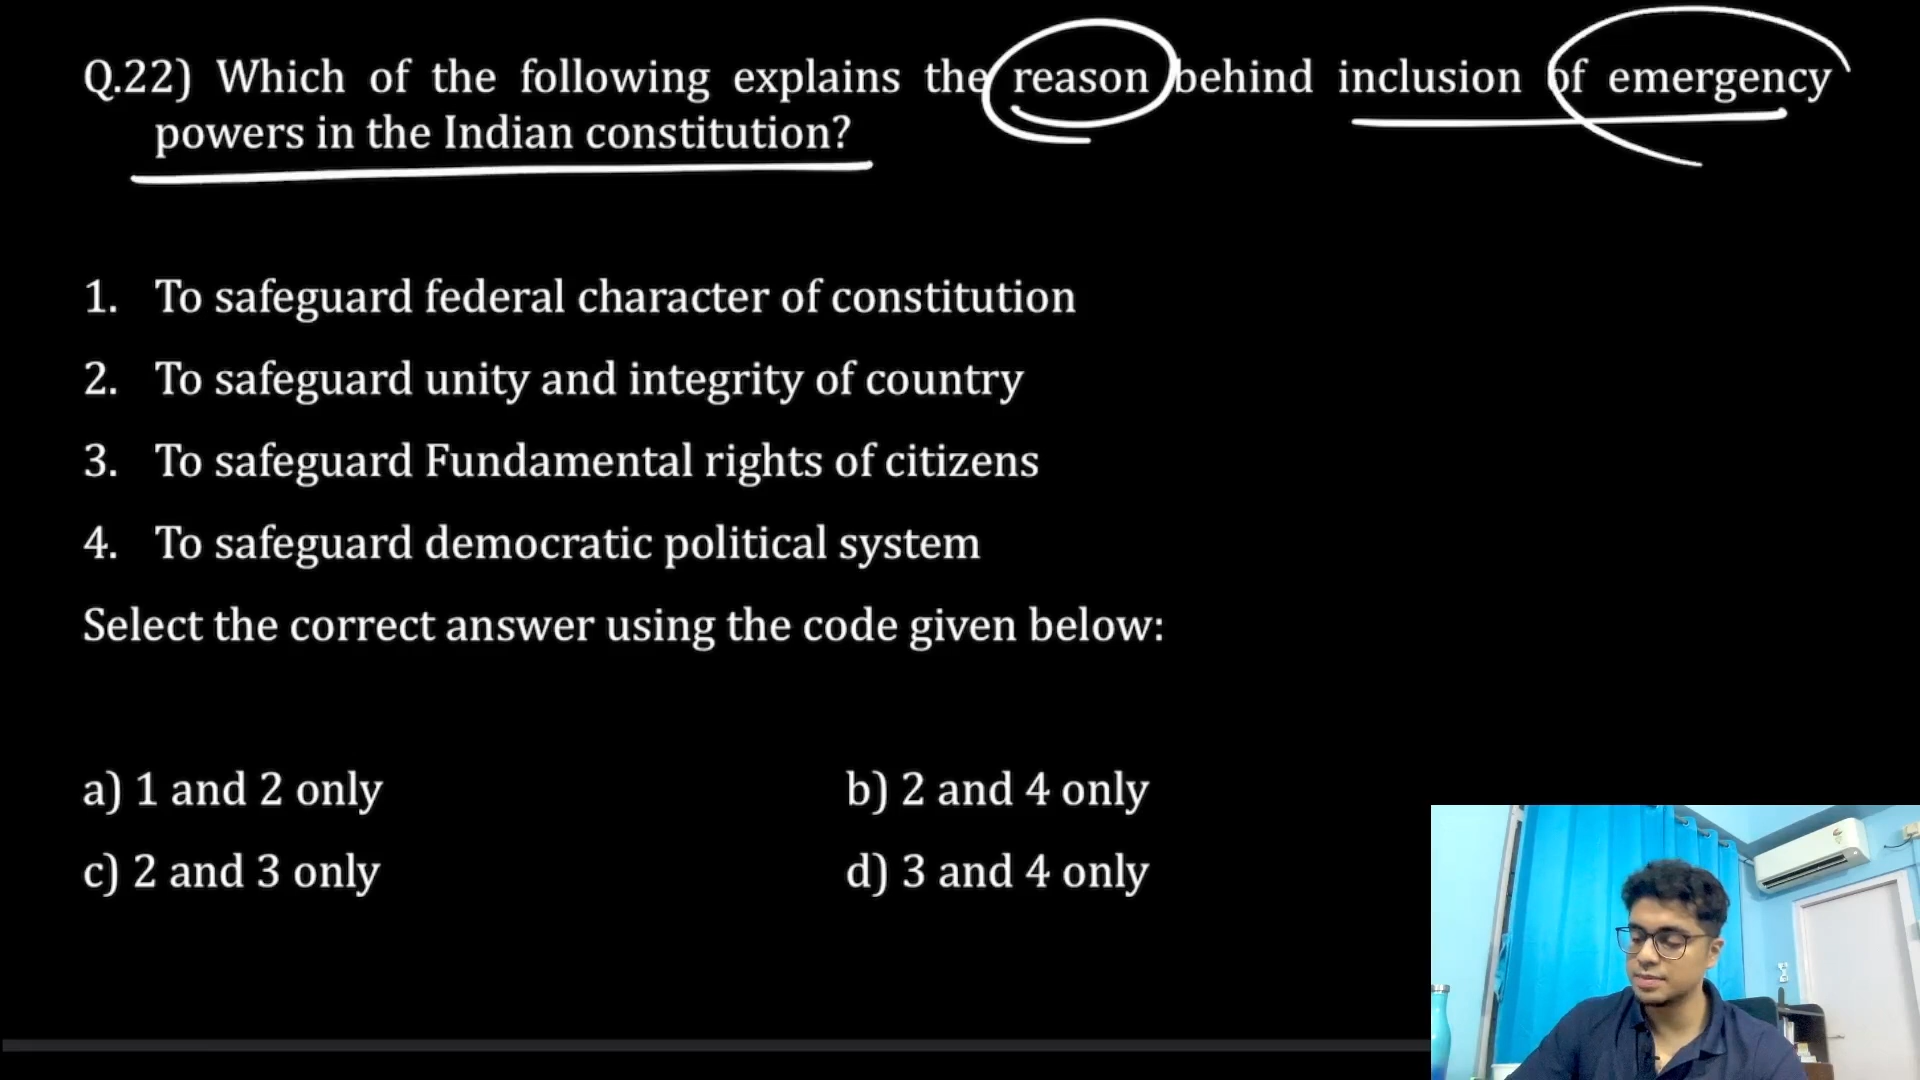 Q.22) Which of the following explains the reason behind inclusion of emergency
powers in the Indian constitution?
1. To safeguard federal character of constitution
2. To safeguard unity and integrity of country
3. To safeguard Fundamental rights of citizens
4. To safeguard democratic political system
Select the correct answer using the code given below:
a) 1 and 2 only b) 2 and 4 only
c) 2 and 3 only d) 3 and 4 only